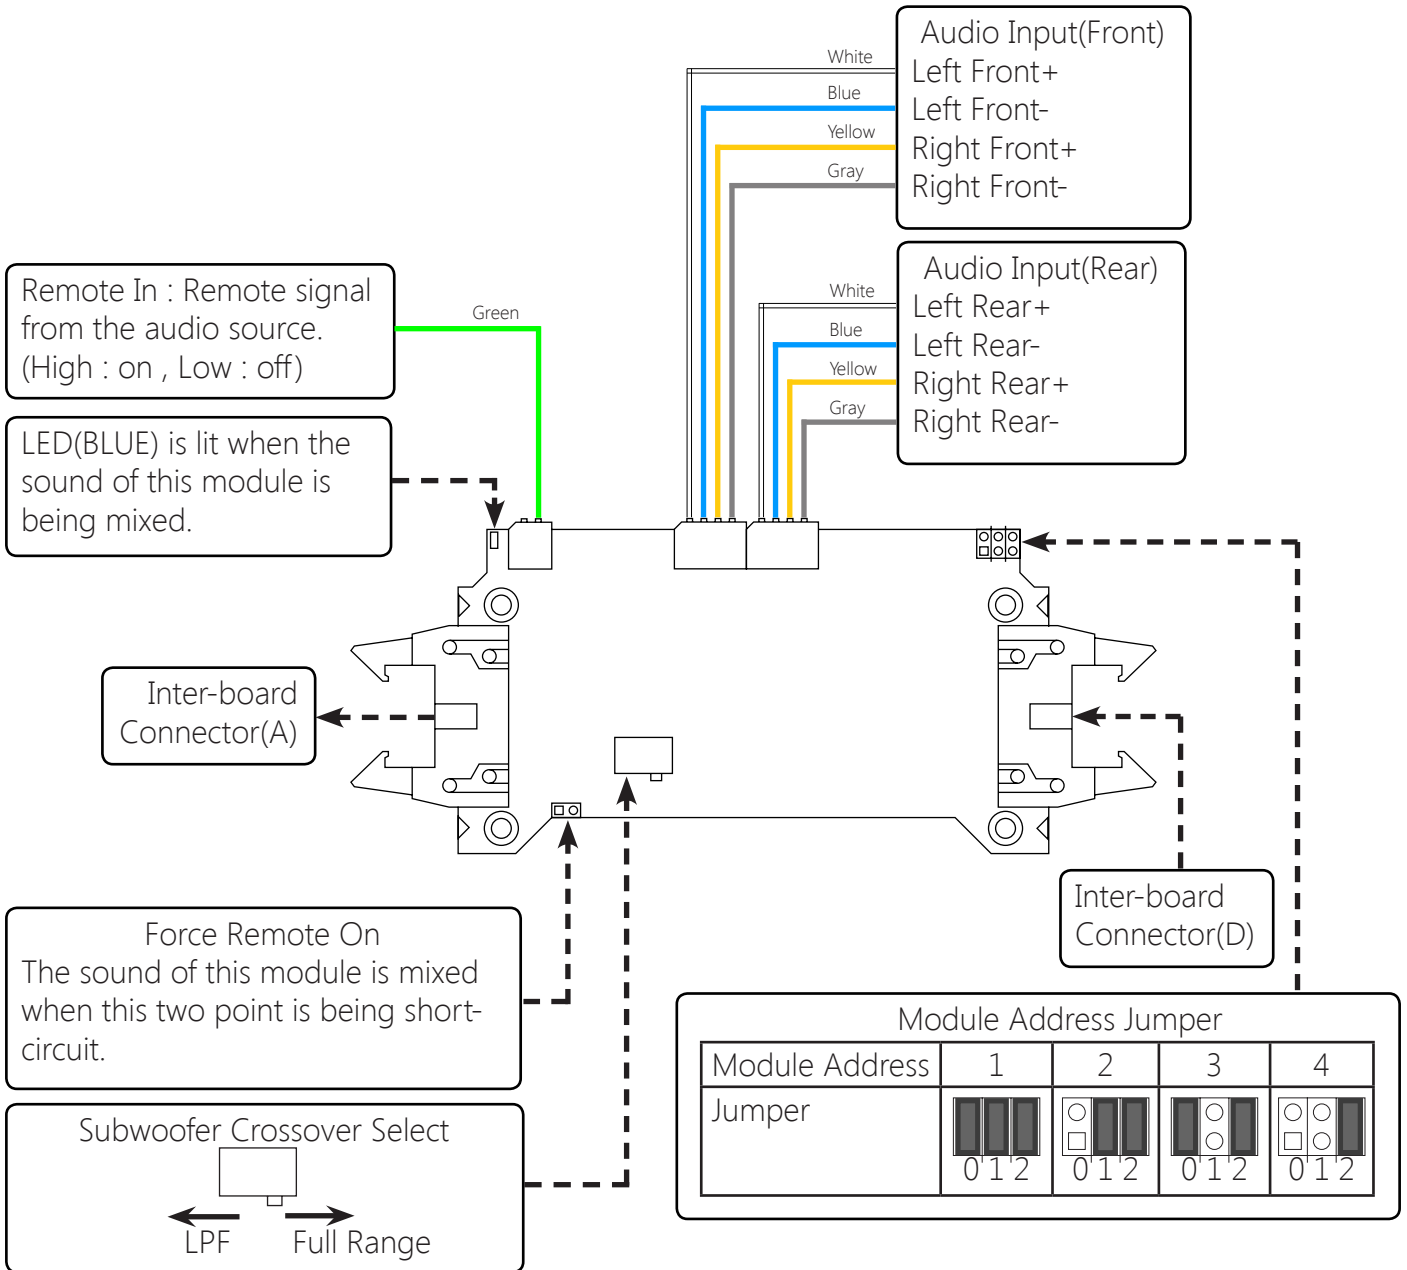 Audio Input(Front)
White
Left Front+
Blue
Left Front-
Yellow
Right Front+
Gray
Right Front-
Audio Input(Rear)
White
Left Rear+
Blue
Left Rear-
Yellow
Right Rear+
Gray
Right Rear-
Remote In : Remote signal
from the audio source.
(High : on , Low : off)
Green
LED(BLUE) is lit when the
sound of this module is
being mixed.
Inter-board
Connector(A)
Inter-board
Connector(D)
Force Remote On
The sound of this module is mixed
when this two point is being short-
circuit.
Subwoofer Crossover Select
LPF Full Range
Module Address Jumper
Module Address 1 2 3 4
Jumper
0 1 2 0 1 2 0 1 2 0 1 2